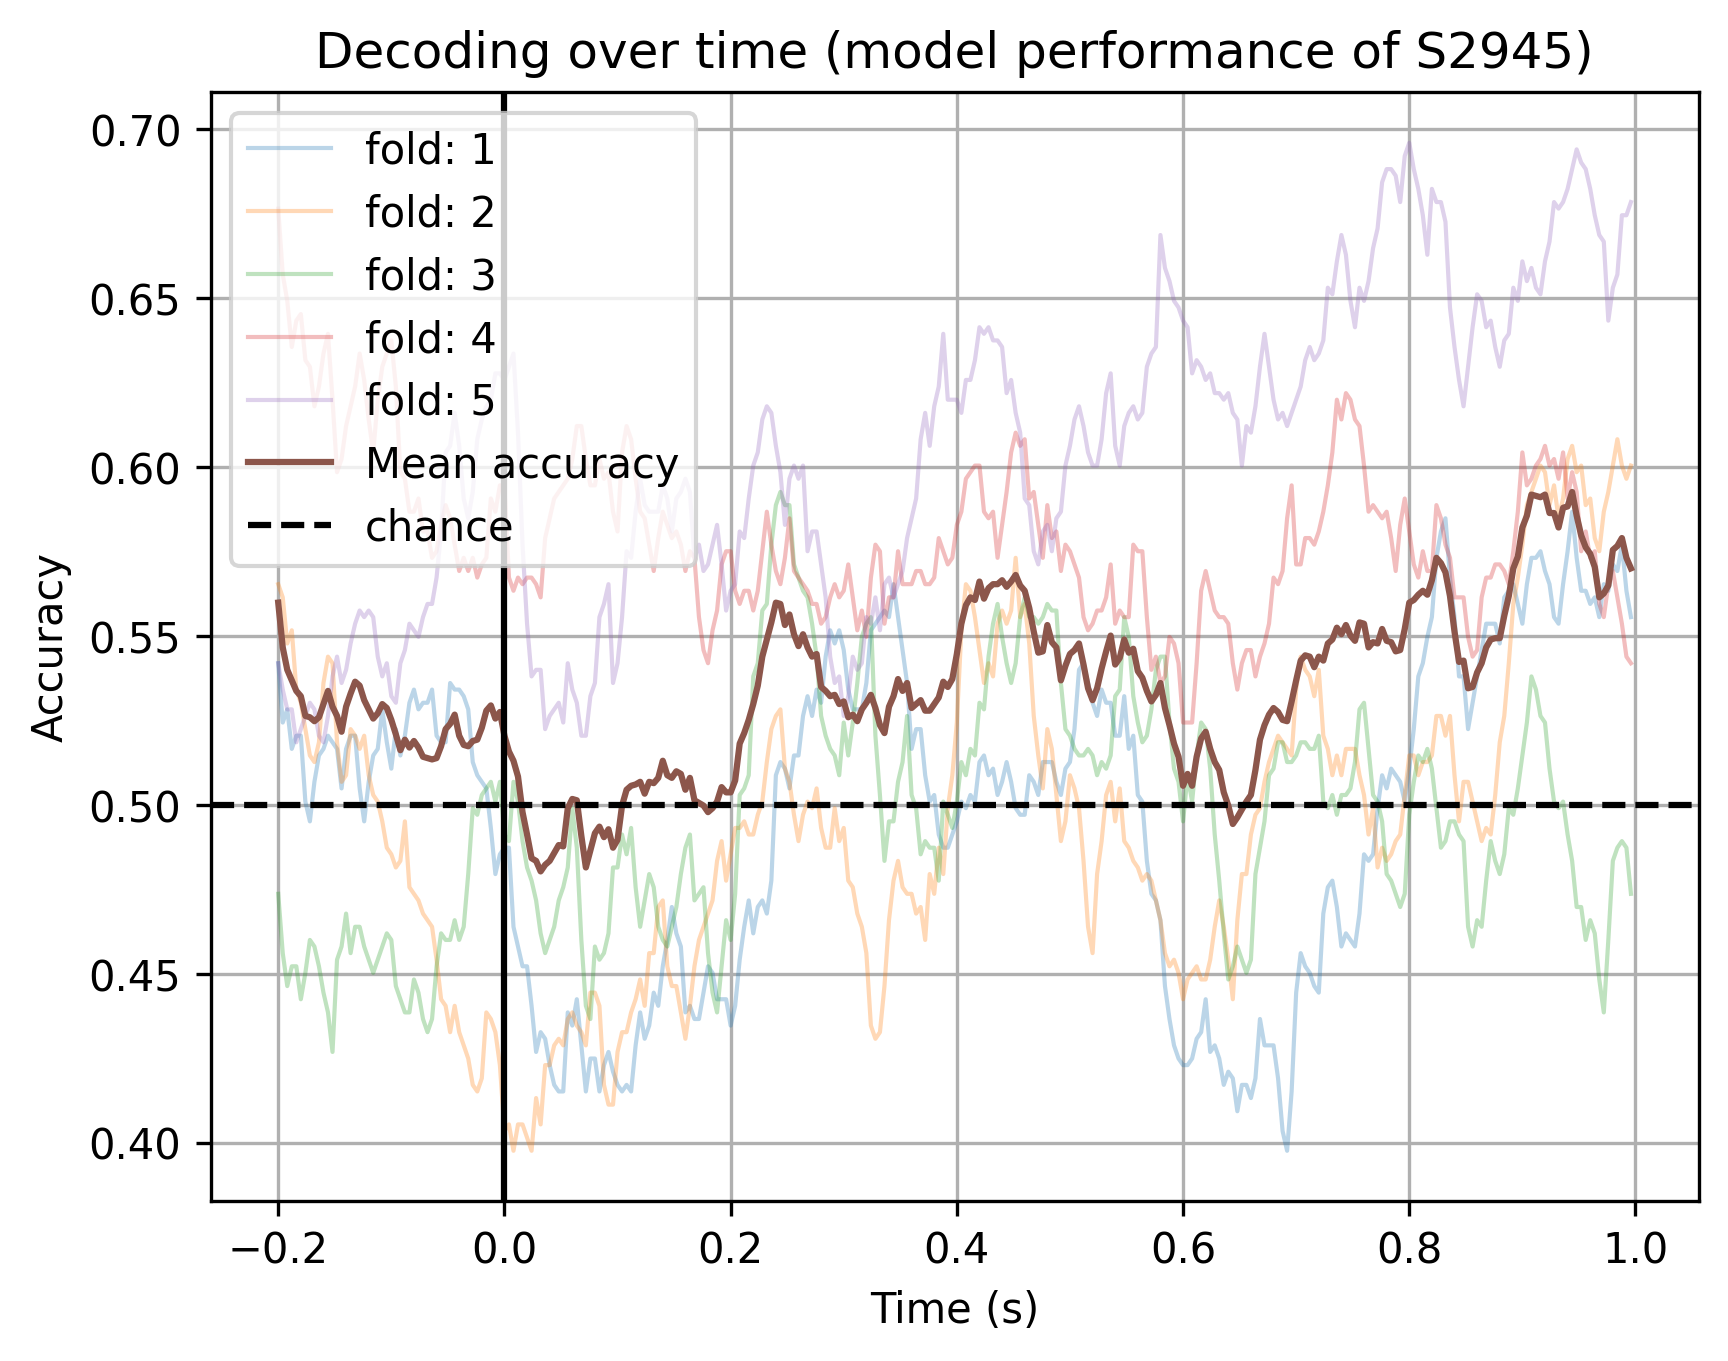 Decoding over time (model performance of S2945)
0.70
0.65
0.60
0.55
0.50
0.45
0.40
Accuracy
fold: 1
fold: 2
fold: 3
fold: 4
fold: 5
Mean accuracy
chance
−0.2 0.0 0.2 0.4 0.6 0.8 1.0
Time (s)